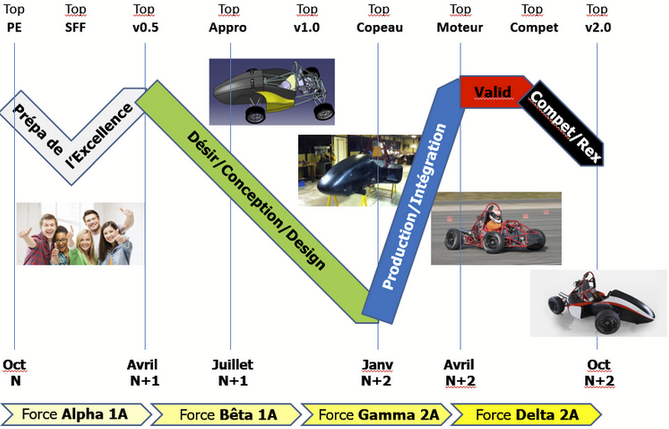 Top Top Top Top Top Top Top Top Top
PE SFF v0.5 Appro v1.0 Copeau Moteur Compet v2.0
Prépa de
l'Excellence
Désir/Conception/Design
Production/Intégration
Valid
Compet/Rex
Oct Avril Juillet Janv Avril Oct
N N+1 N+1 N+2 N+2 N+2
Force Alpha 1A Force Bêta 1A Force Gamma 2A Force Delta 2A